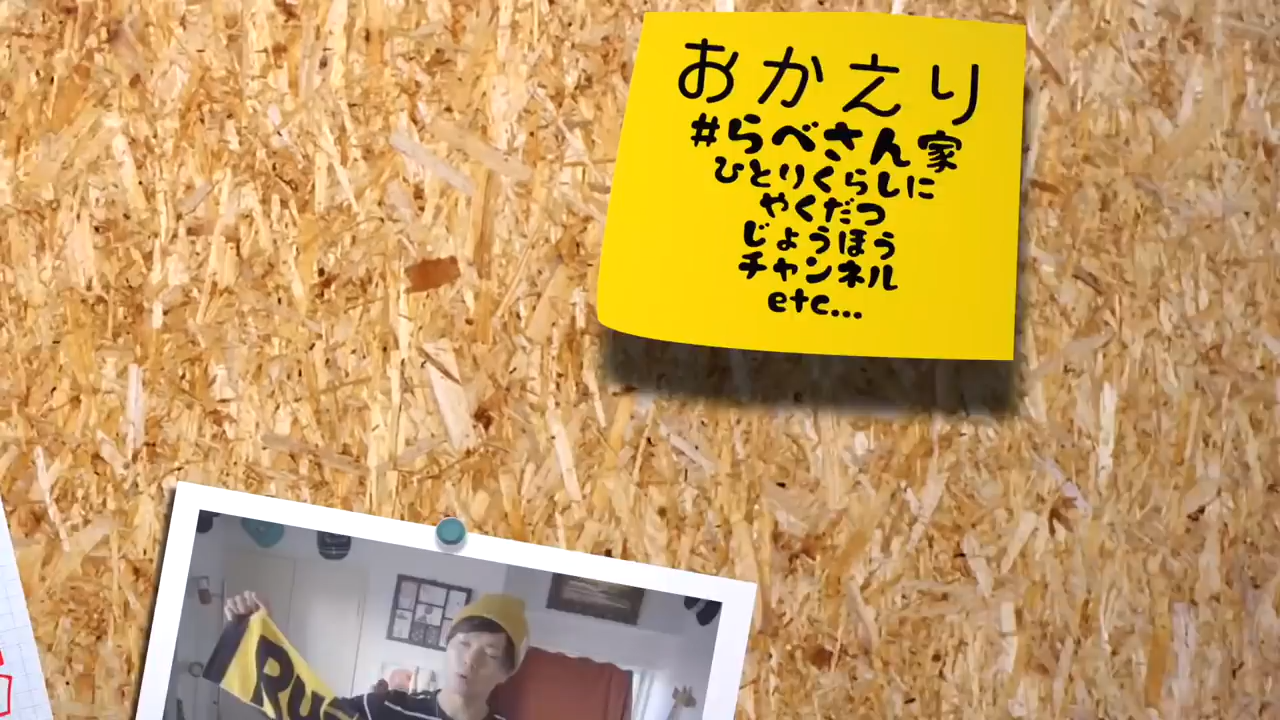 おかえり
#らべさん家
ひとりくらしに
やくだつ
じょうほう
チャンネル
etc...